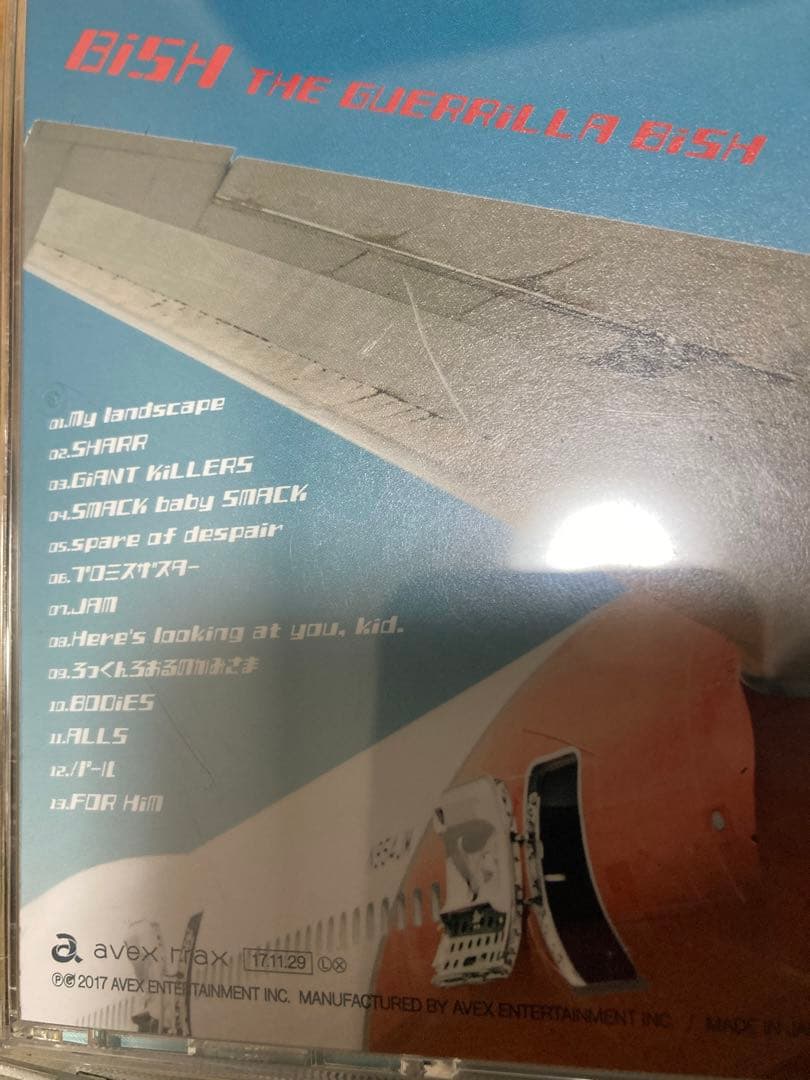 BiSH THE GUERRiLLA BiSH
01.My landscape
02.SHARR
03.GiANT KiLLERS
04.SMACK baby SMACK
05.spare of despair
06.プロミスザスター
07.JAM
08.Here's looking at you, kid.
09.ろっくんろおるのかみさま
10.BODiES
11.ALLS
12.パール
13.FOR HiM
a avex trax 17.11.29 Ⓛ Ⓧ
ⓅⒸ 2017 AVEX ENTERTAINMENT INC. MANUFACTURED BY AVEX ENTERTAINMENT INC. / MADE IN